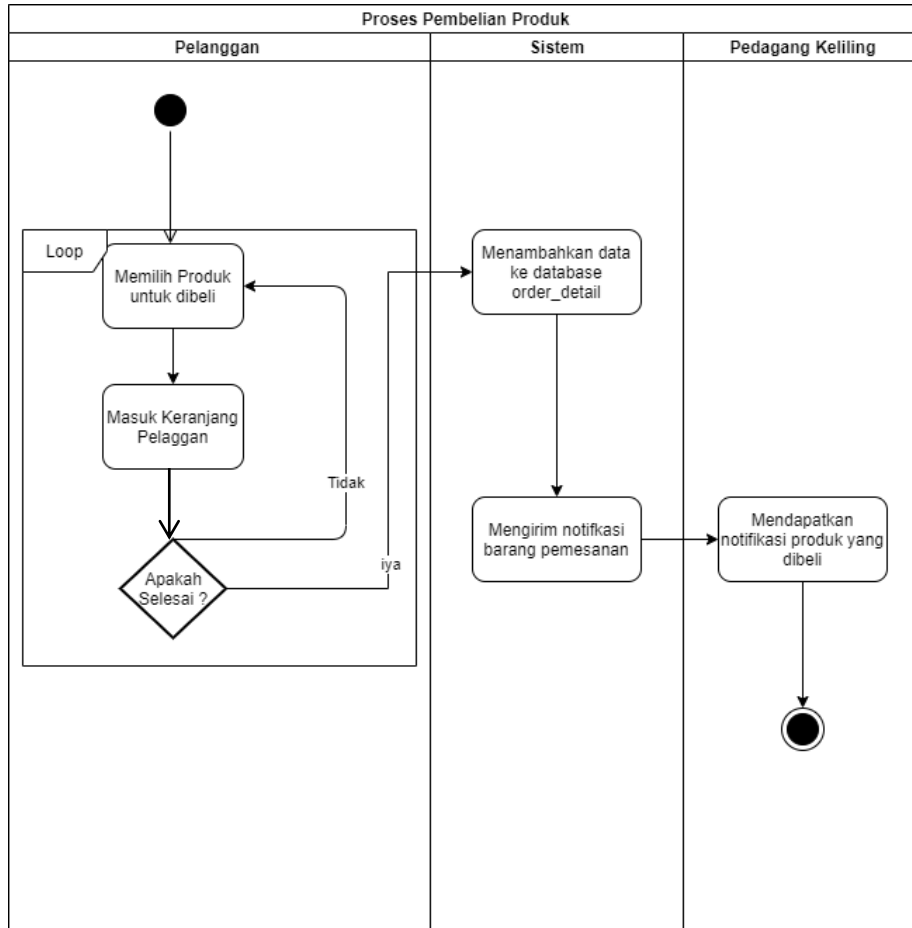 Proses Pembelian Produk
Pelanggan
Sistem
Pedagang Keliling
Loop
Memilih Produk
untuk dibeli
Masuk Keranjang
Pelaggan
Tidak
Apakah
Selesai ?
iya
Menambahkan data
ke database
order_detail
Mengirim notifkasi
barang pemesanan
Mendapatkan
notifikasi produk yang
dibeli